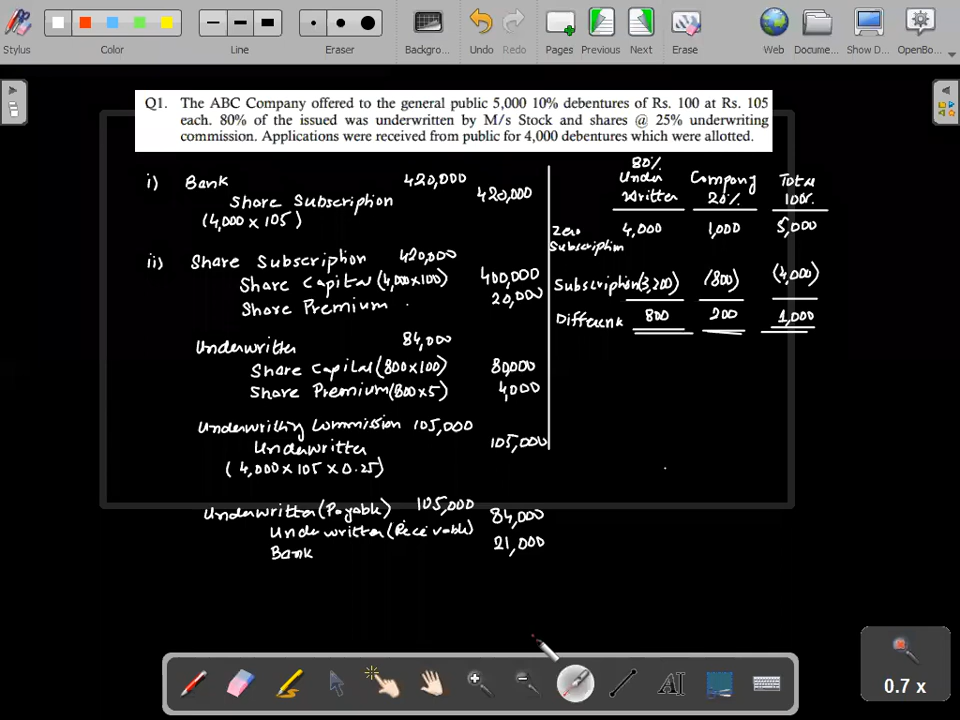 Stylus
Color
Line
Eraser
Backgro...
Undo
Redo
Pages
Previous
Next
Erase
Web
Docume...
Show D...
OpenBo...
Q1. The ABC Company offered to the general public 5,000 10% debentures of Rs. 100 at Rs. 105
each. 80% of the issued was underwritten by M/s Stock and shares @ 25% underwriting
commission. Applications were received from public for 4,000 debentures which were allotted.
i) Bank 420,000
Share Subscription 420,000
(4,000 x 105)
ii) Share Subscription 420,000
Share Capital (4,000x100) 400,000
Share Premium 20,000
Underwriter 84,000
Share Capital (800x100) 80,000
Share Premium (800x5) 4,000
Underwriting Commission 105,000
Underwriter 105,000
(4,000 x 105 x 0.25)
Underwriter (Payable) 105,000
Underwriter (Receivable) 84,000
Bank 21,000
80% Under Written Company 20% Total 100%
Zero Subscription 4,000 1,000 5,000
Subscription (3,200) (800) (4,000)
Different 800 200 1,000
0.7 x